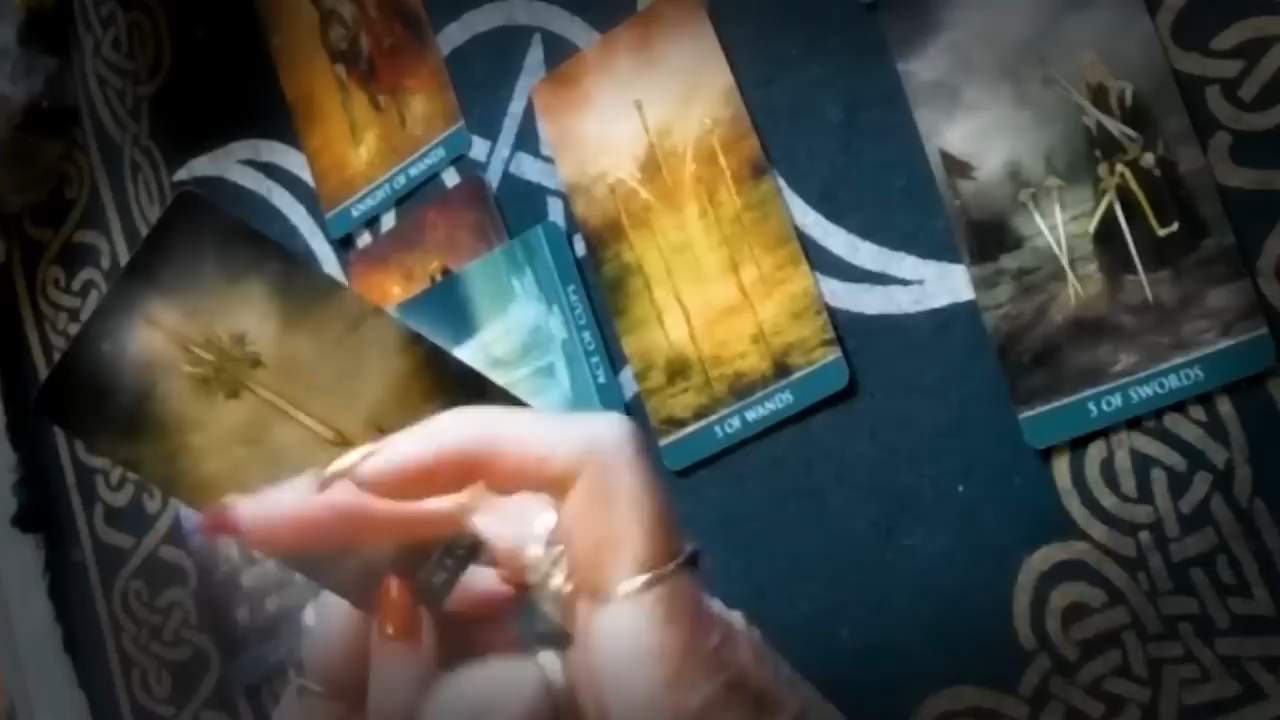 KNIGHT OF WANDS
ACE OF CUPS
5 OF WANDS
5 OF SWORDS